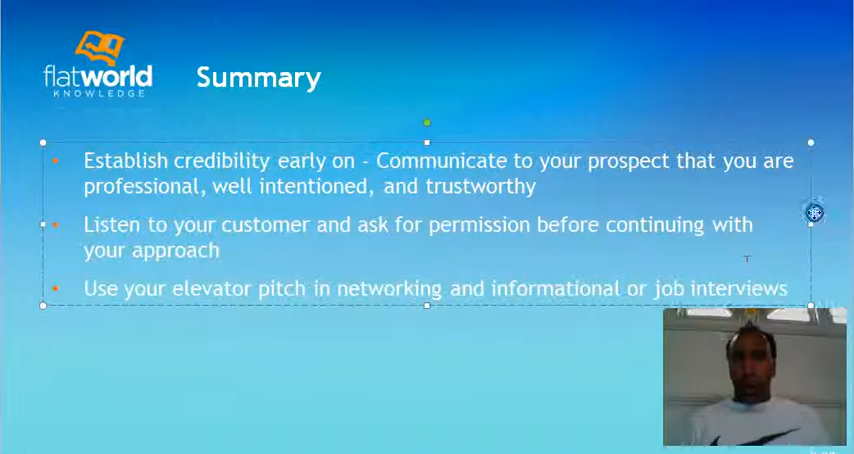 flatworld
KNOWLEDGE
Summary
Establish credibility early on - Communicate to your prospect that you are
professional, well intentioned, and trustworthy
Listen to your customer and ask for permission before continuing with
your approach
Use your elevator pitch in networking and informational or job interviews